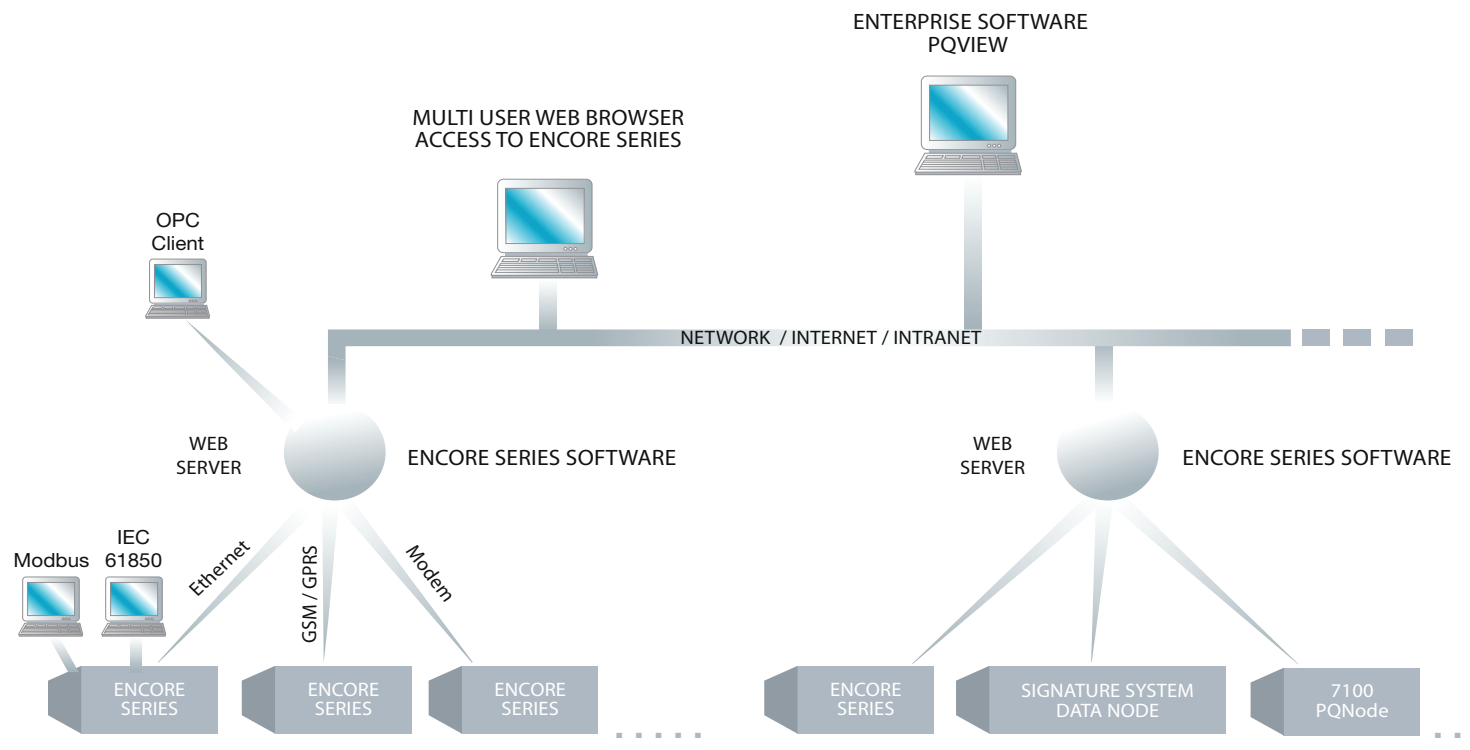 ENTERPRISE SOFTWARE
PQVIEW
MULTI USER WEB BROWSER
ACCESS TO ENCORE SERIES
OPC
Client
NETWORK / INTERNET / INTRANET
WEB
SERVER
ENCORE SERIES SOFTWARE
WEB
SERVER
ENCORE SERIES SOFTWARE
Modbus
IEC
61850
Ethernet
GSM / GPRS
Modem
ENCORE
SERIES
ENCORE
SERIES
ENCORE
SERIES
ENCORE
SERIES
SIGNATURE SYSTEM
DATA NODE
7100
PQNode